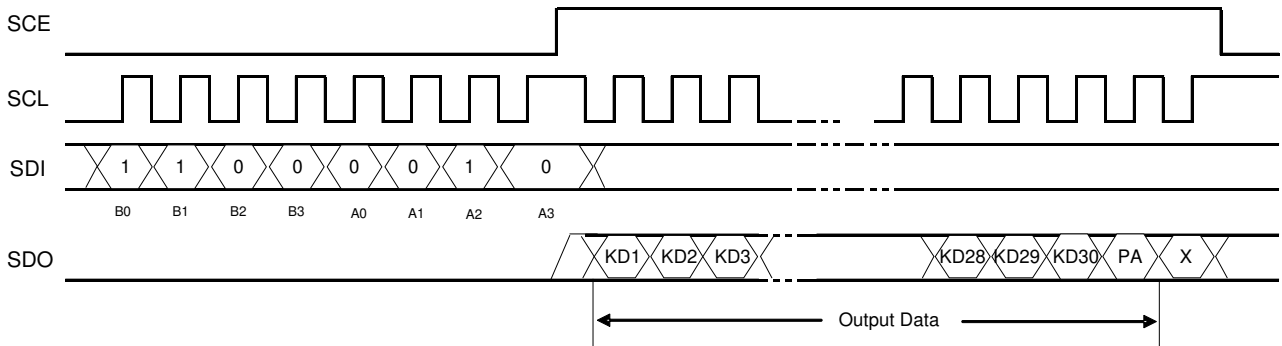 SCE
SCL
SDI 1 1 0 0 0 0 1 0
B0 B1 B2 B3 A0 A1 A2 A3
SDO KD1 KD2 KD3 KD28 KD29 KD30 PA X
Output Data